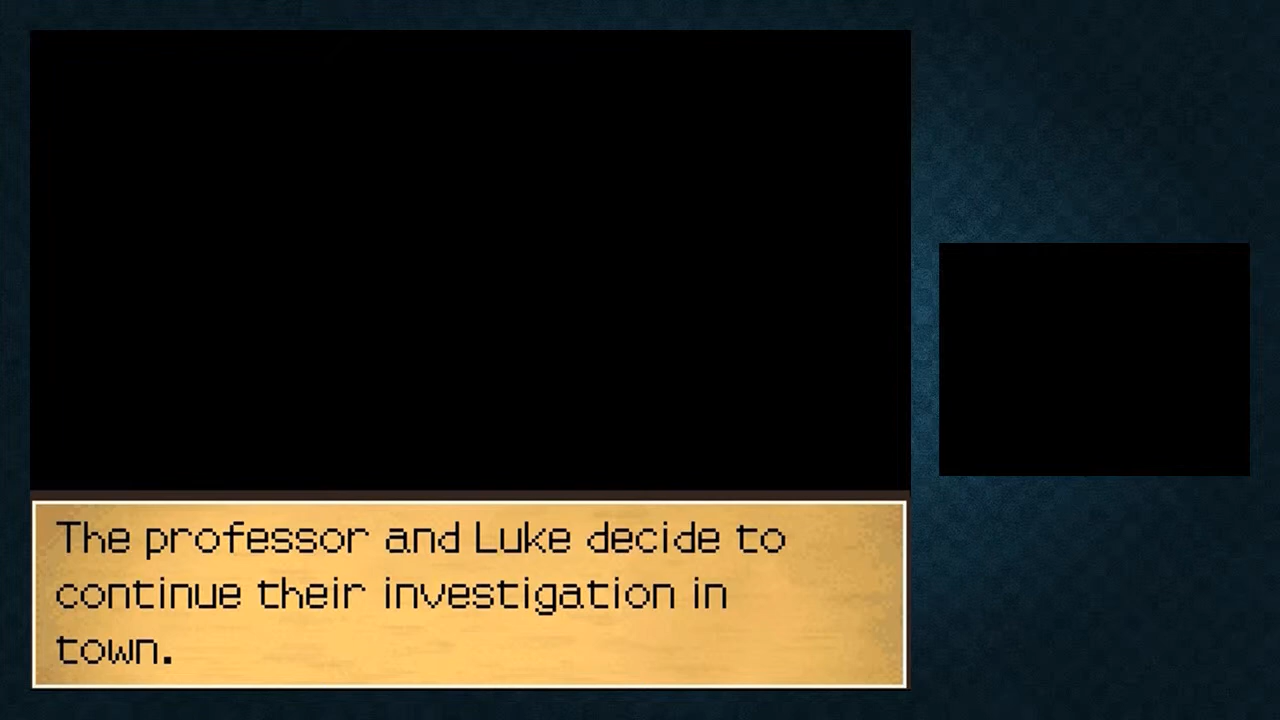 The professor and Luke decide to
continue their investigation in
town.